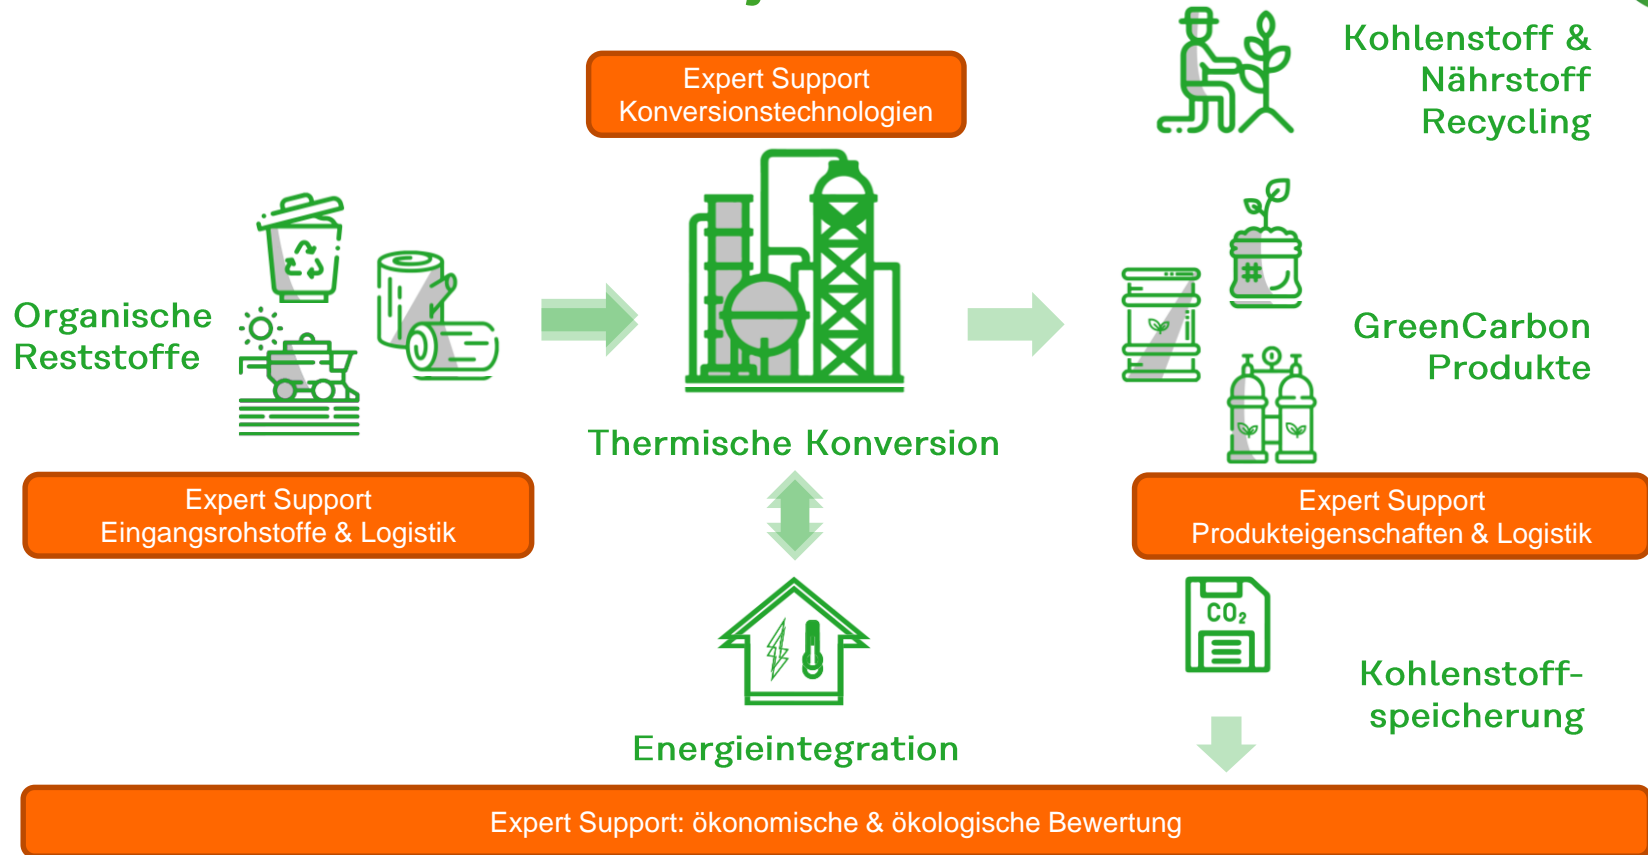 Kohlenstoff &
Nährstoff
Recycling
Expert Support
Konversionstechnologien
Organische
Reststoffe
GreenCarbon
Produkte
Thermische Konversion
Expert Support
Eingangsrohstoffe & Logistik
Expert Support
Produkteigenschaften & Logistik
CO₂
Kohlenstoff-
speicherung
Energieintegration
Expert Support: ökonomische & ökologische Bewertung